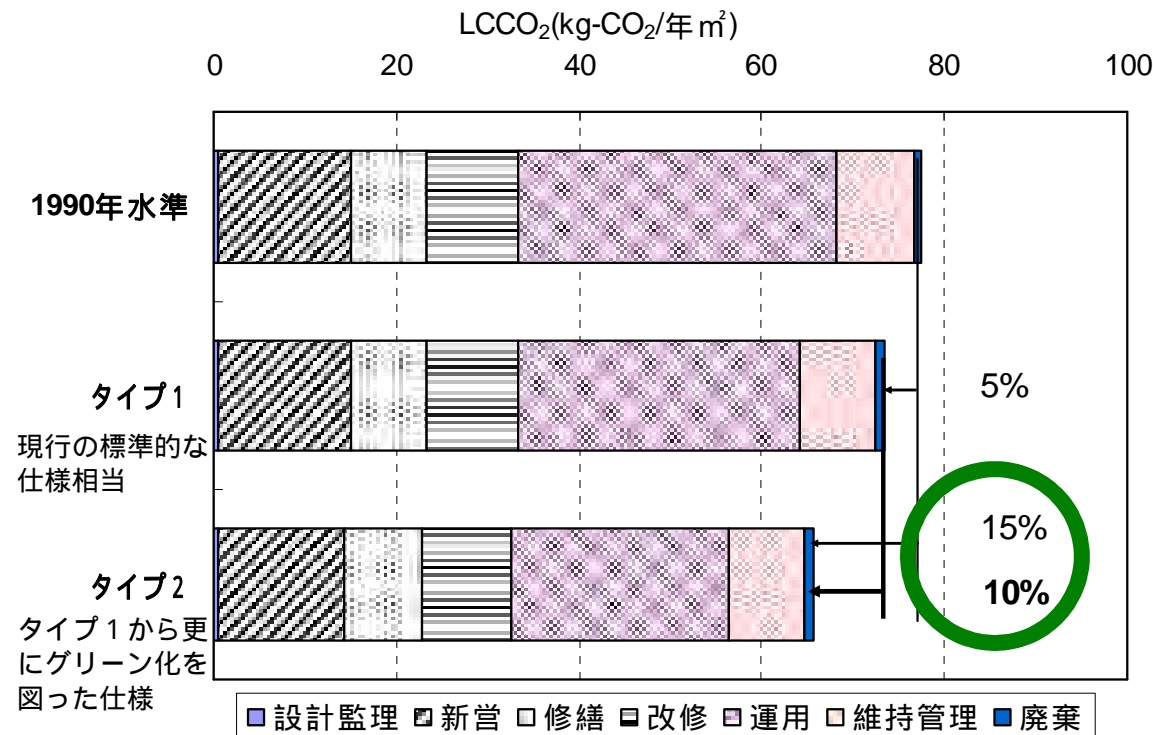 LCCO₂(kg-CO₂/年㎡)
0 20 40 60 80 100
1990年水準
タイプ1
現行の標準的な
仕様相当
5%
タイプ2
タイプ1から更
にグリーン化を
図った仕様
15%
10%
設計監理 新営 修繕 改修 運用 維持管理 廃棄